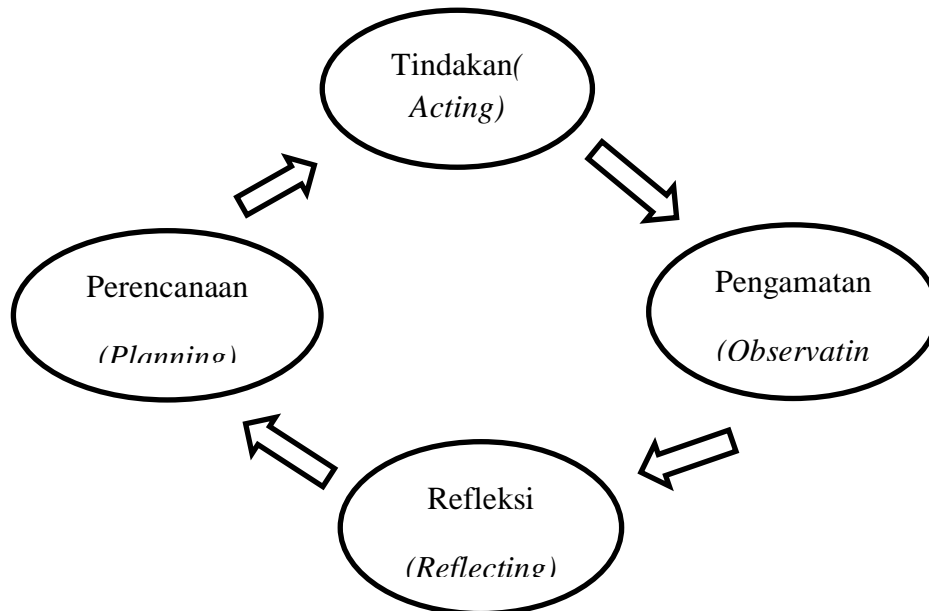 Tindakan(
Acting)
Perencanaan
(Planning)
Pengamatan
(Observatin
Refleksi
(Reflecting)